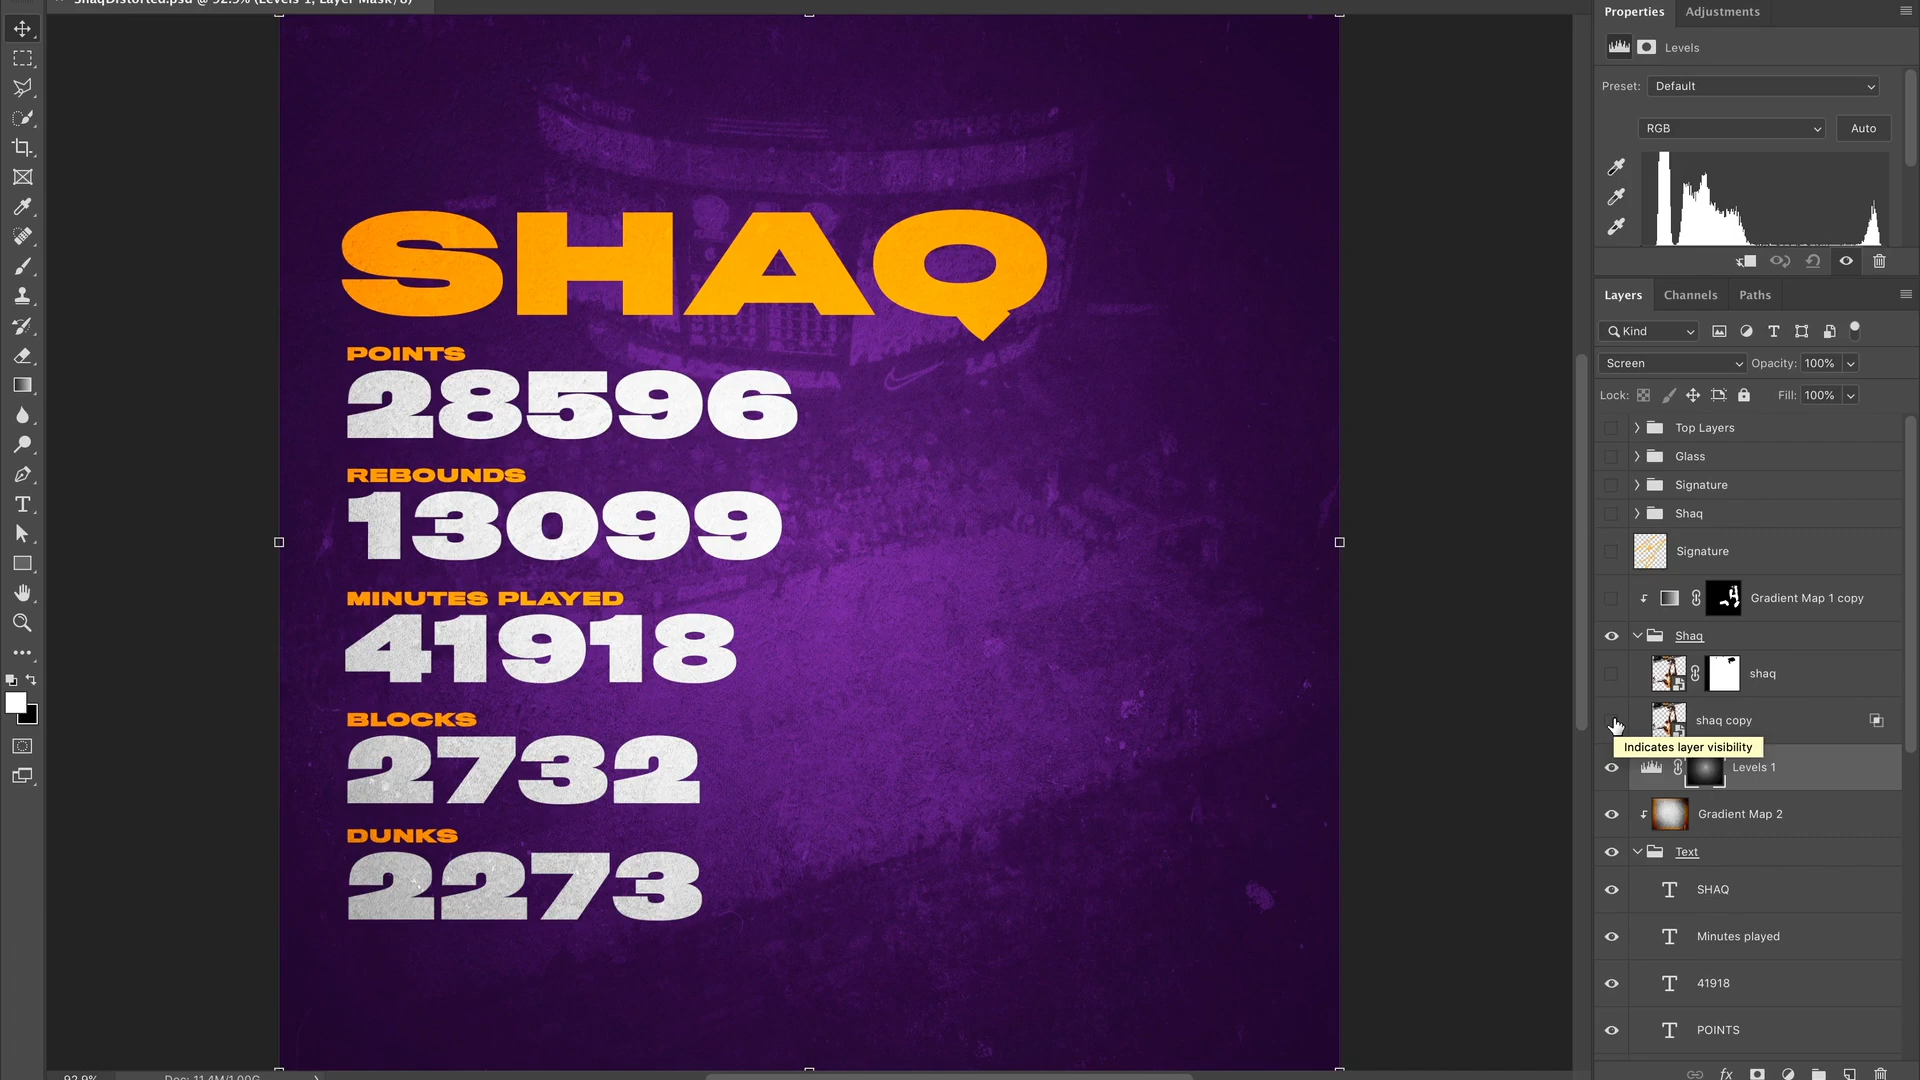 ShaqDistorted.psd @ 92.9% (Levels 1, Layer Mask/8)
Properties
Adjustments
Levels
Preset: Default
RGB
Auto
STAPLES Center
SHAQ
POINTS
28596
REBOUNDS
13099
MINUTES PLAYED
41918
BLOCKS
2732
DUNKS
2273
Layers
Channels
Paths
Kind
Screen
Opacity: 100%
Lock:
Fill: 100%
Top Layers
Glass
Signature
Shaq
Signature
Gradient Map 1 copy
Shaq
shaq
shaq copy
Indicates layer visibility
Levels 1
Gradient Map 2
Text
SHAQ
Minutes played
41918
POINTS
92.9%
Doc: 11.4M/1.00G
fx